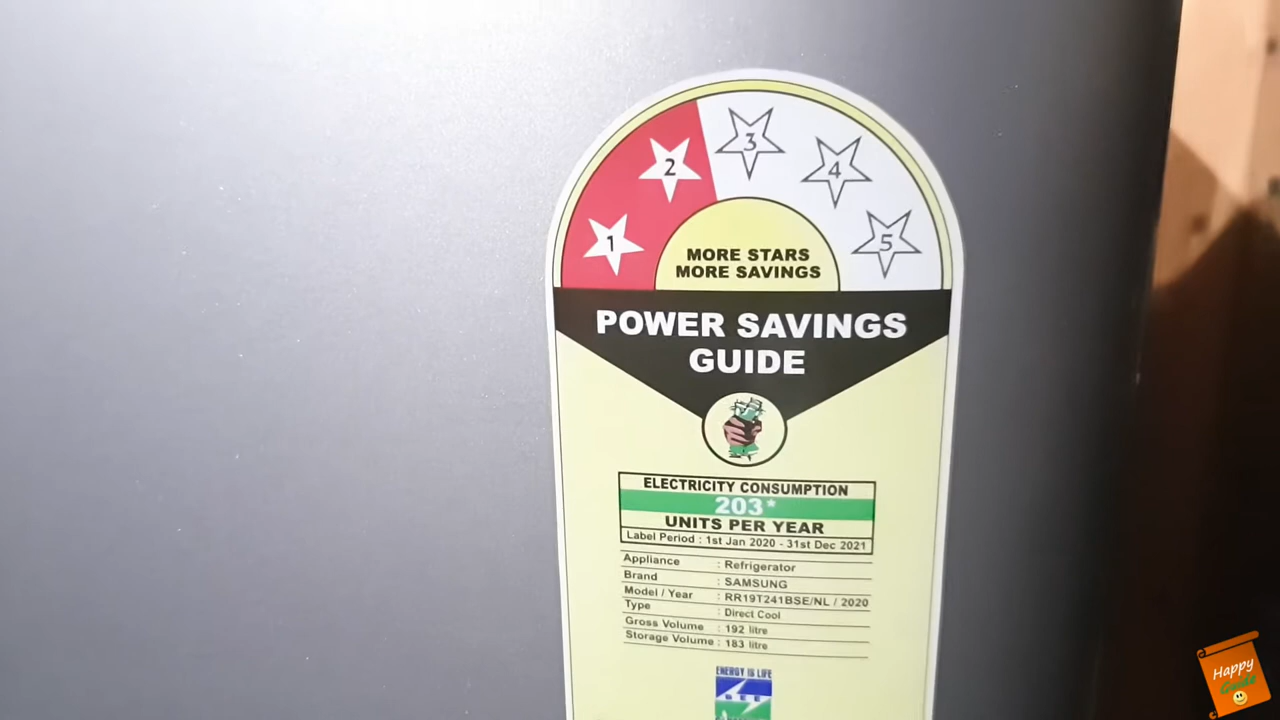 1
2
3
4
5
MORE STARS
MORE SAVINGS
POWER SAVINGS
GUIDE
ELECTRICITY CONSUMPTION
203*
UNITS PER YEAR
Label Period : 1st Jan 2020 - 31st Dec 2021
Appliance : Refrigerator
Brand : SAMSUNG
Model / Year : RR19T241BSE/NL / 2020
Type : Direct Cool
Gross Volume : 192 litre
Storage Volume : 183 litre
ENERGY IS LIFE
BEE
Happy
Guide